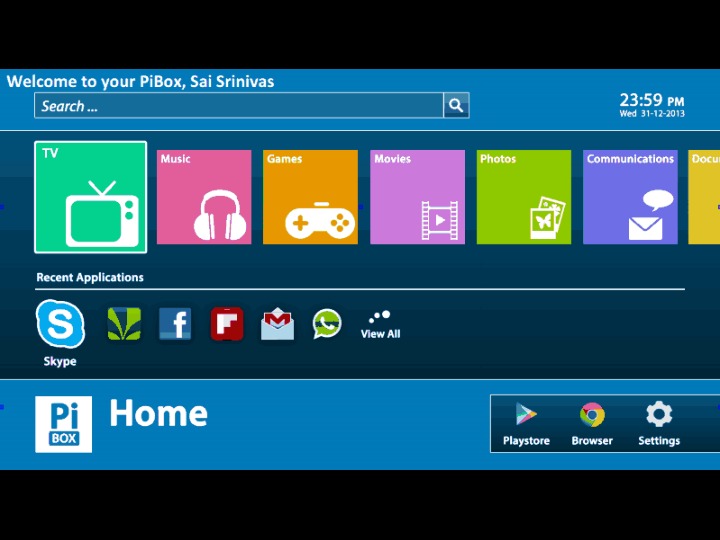 Welcome to your PiBox, Sai Srinivas
Search ...
23:59 PM
Wed 31-12-2013
TV
Music
Games
Movies
Photos
Communications
Docu
Recent Applications
Skype
View All
Pi
BOX
Home
Playstore
Browser
Settings